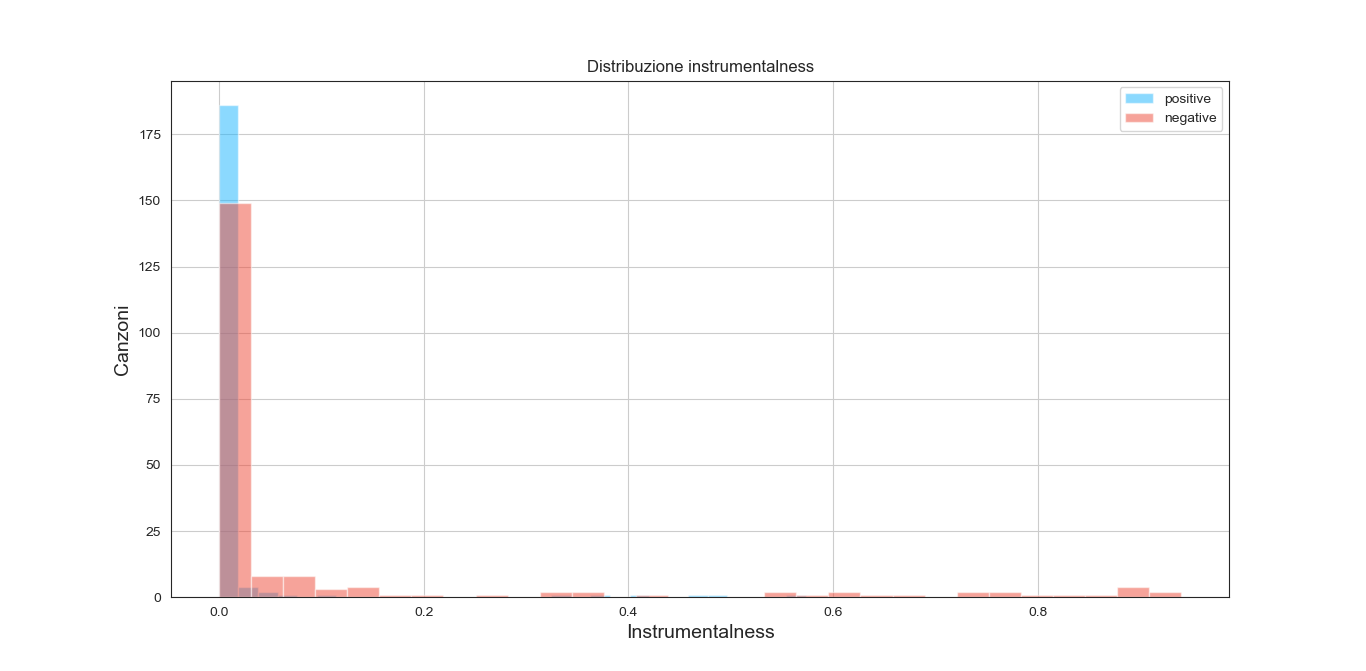 Distribuzione instrumentalness
positive
negative
175
150
125
100
75
50
25
0
Canzoni
0.0 0.2 0.4 0.6 0.8
Instrumentalness